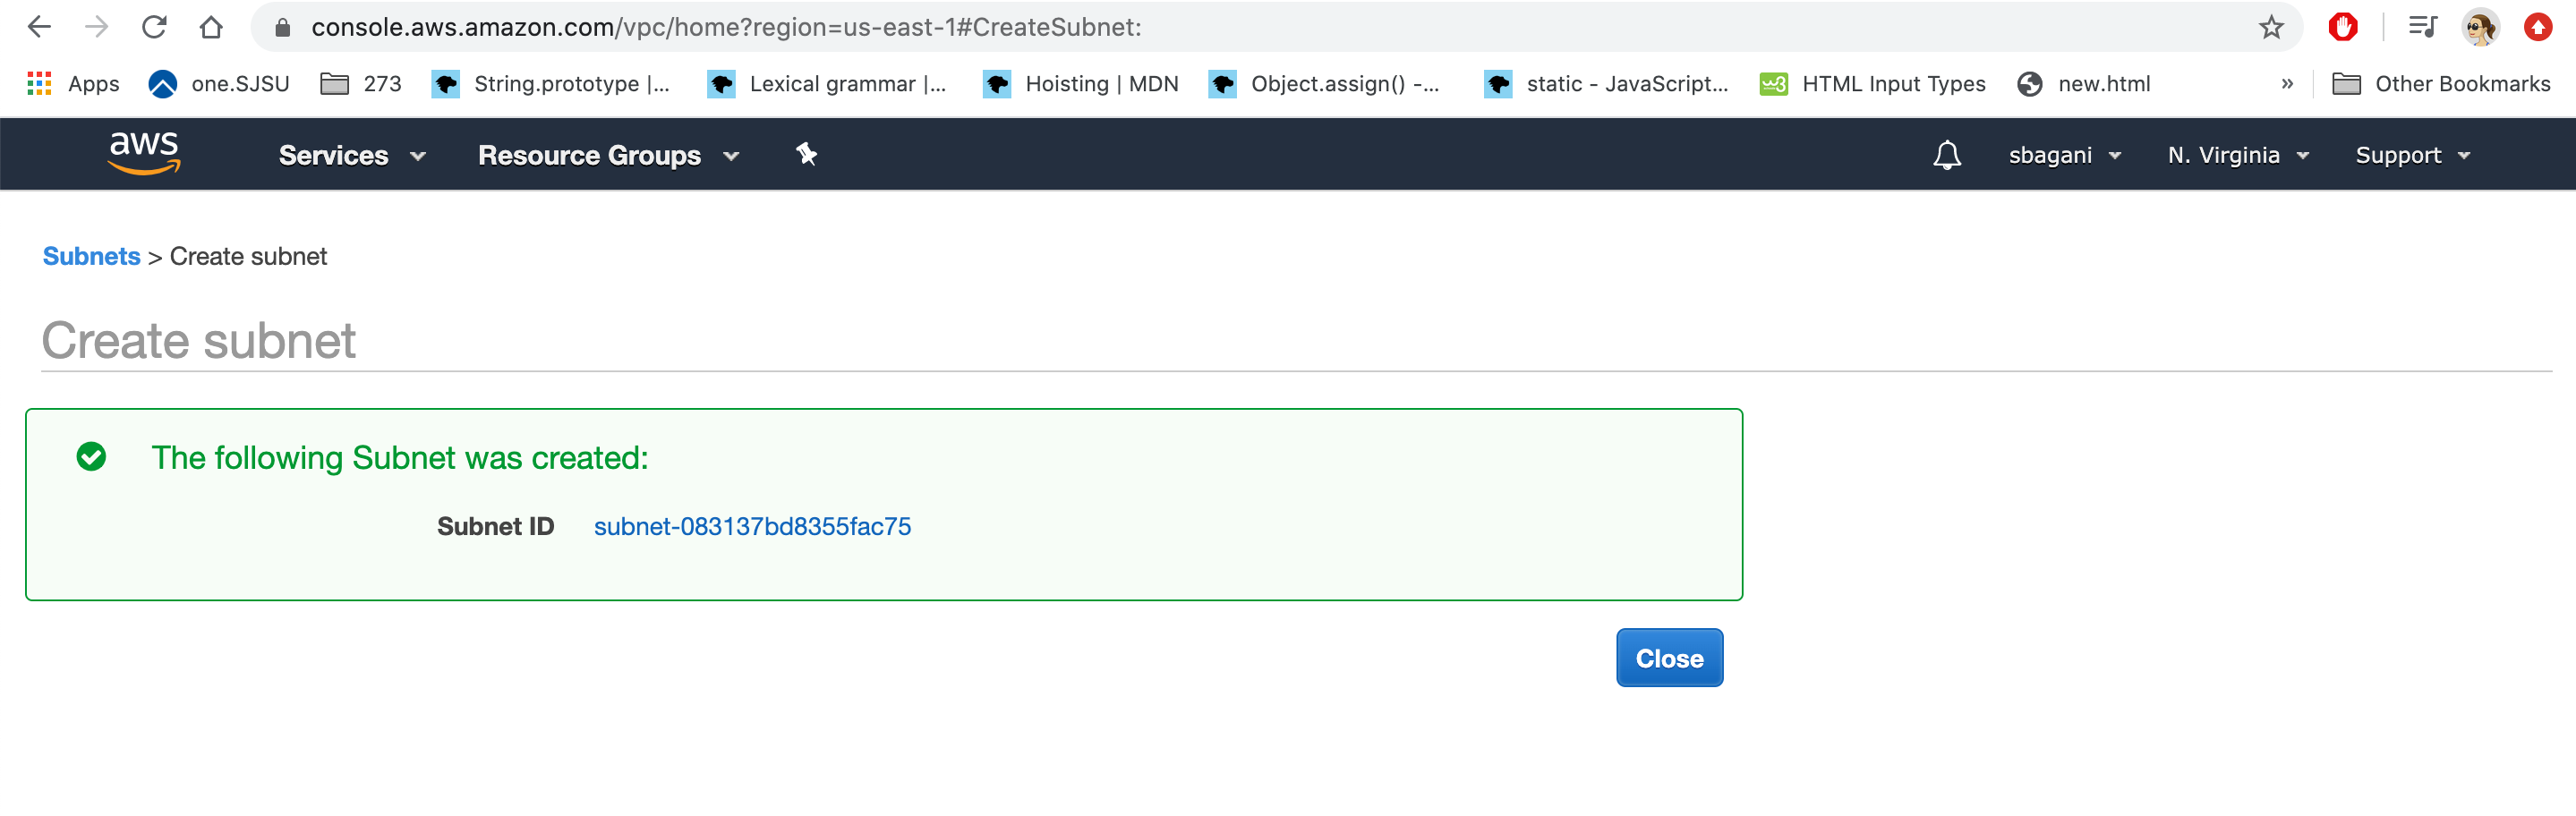 console.aws.amazon.com/vpc/home?region=us-east-1#CreateSubnet:
Apps one.SJSU 273 String.prototype |... Lexical grammar |... Hoisting | MDN Object.assign() -... static - JavaScript... w3 HTML Input Types new.html » Other Bookmarks
aws Services Resource Groups sbagani N. Virginia Support
Subnets > Create subnet
Create subnet
The following Subnet was created:
Subnet ID subnet-083137bd8355fac75
Close